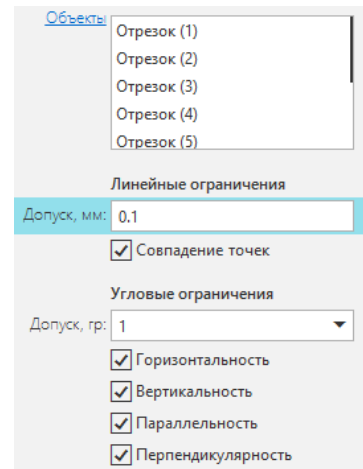 Объекты
Отрезок (1)
Отрезок (2)
Отрезок (3)
Отрезок (4)
Отрезок (5)
Линейные ограничения
Допуск, мм: 0.1
Совпадение точек
Угловые ограничения
Допуск, гр: 1
Горизонтальность
Вертикальность
Параллельность
Перпендикулярность